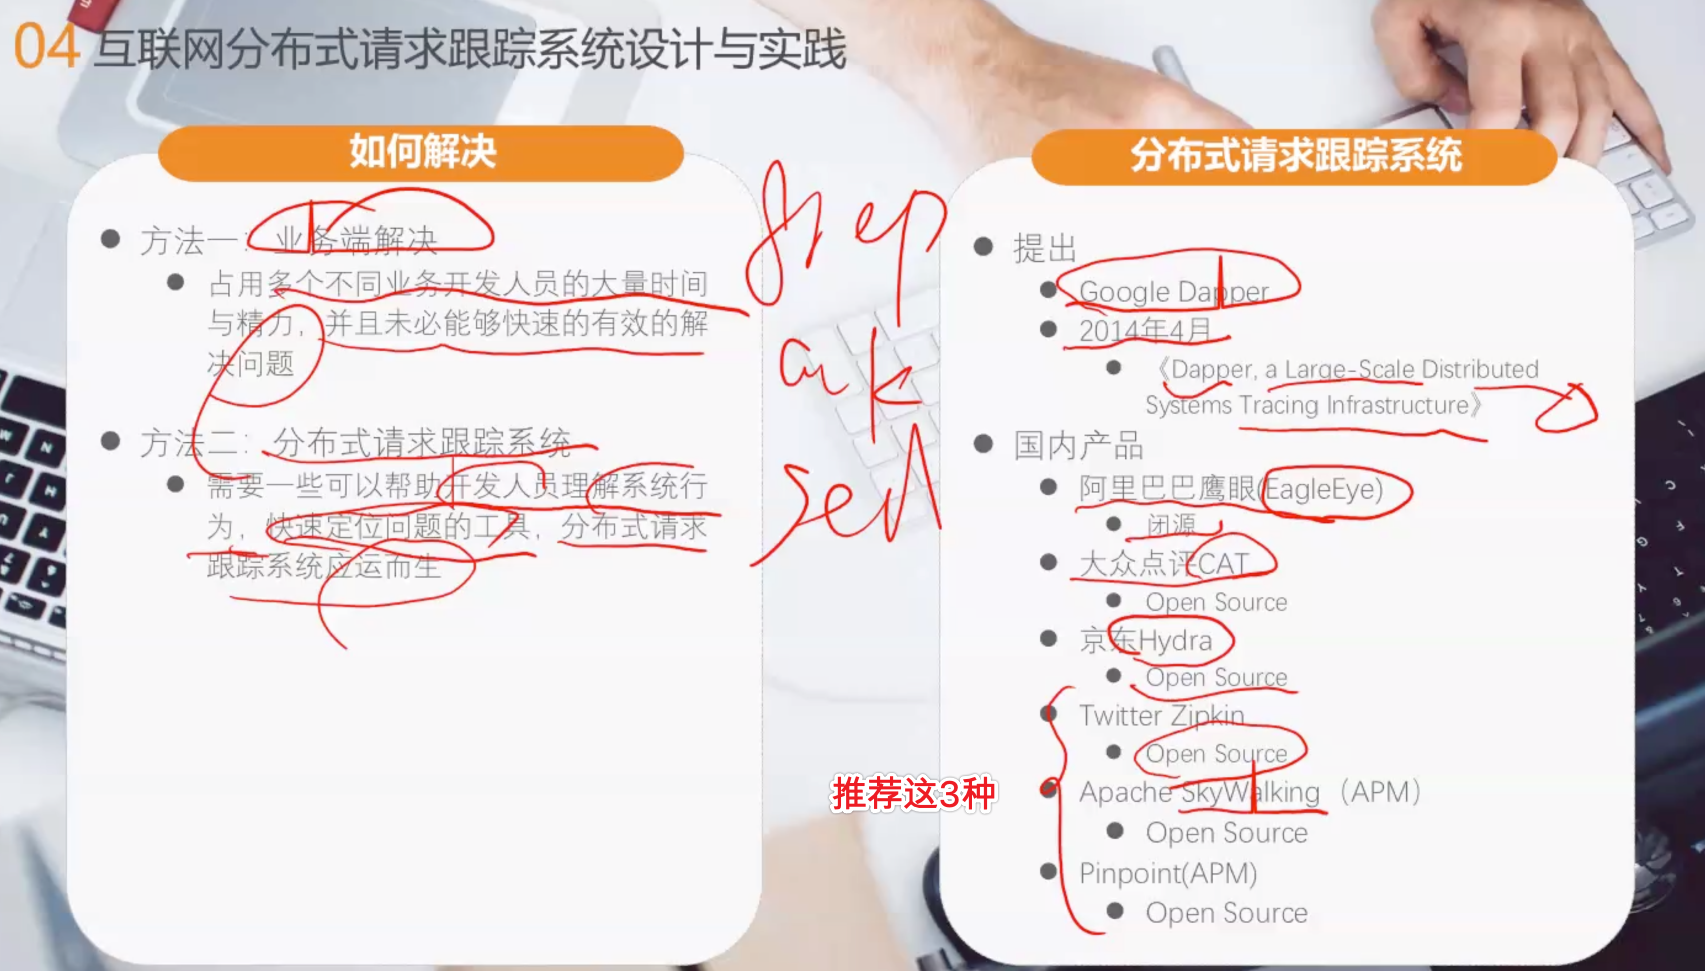 04 互联网分布式请求跟踪系统设计与实践
如何解决
方法一：业务端解决
占用多个不同业务开发人员的大量时间
与精力，并且未必能够快速的有效的解
决问题
方法二：分布式请求跟踪系统
需要一些可以帮助开发人员理解系统行
为，快速定位问题的工具，分布式请求
跟踪系统应运而生
grep
awk
sed
分布式请求跟踪系统
提出
Google Dapper
2014年4月
《Dapper, a Large-Scale Distributed
Systems Tracing Infrastructure》
国内产品
阿里巴巴鹰眼(EagleEye)
闭源
大众点评CAT
Open Source
京东Hydra
Open Source
Twitter Zipkin
Open Source
推荐这3种
Apache SkyWalking（APM）
Open Source
Pinpoint(APM)
Open Source